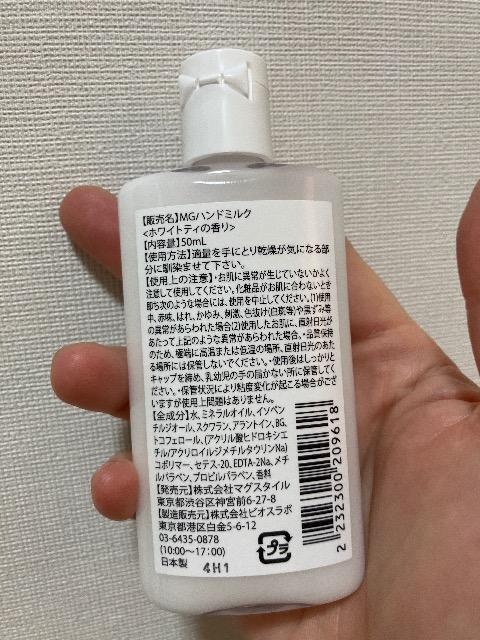 【販売名】MGハンドミルク
<ホワイトティの香り>
【内容量】50mL
【使用方法】適量を手にとり乾燥が気になる部
分に馴染ませて下さい。
【使用上の注意】・お肌に異常が生じていないかよく
注意して使用してください。化粧品がお肌に合わないとき
即ち次のような場合には、使用を中止してください。(1)使用
中、赤味、はれ、かゆみ、刺激、色抜け(白斑等)や黒ずみ等
の異常があらわれた場合(2)使用したお肌に、直射日光が
あたって上記のような異常があらわれた場合。・品質保持
のため、極端に高温または低温の場所、直射日光のあた
る場所には保管しないでください。・使用後はしっかりと
キャップを締め、乳幼児の手の届かない所に保管してくだ
さい。・保管状況により粘度変化が起こる場合がござ
いますが使用上問題はありません。
【全成分】水、ミネラルオイル、イソペン
チルジオール、スクワラン、アラントイン、BG、
トコフェロール、(アクリル酸ヒドロキシエ
チル/アクリロイルジメチルタウリンNa)
コポリマー、セテス-20、EDTA-2Na、メチ
ルパラベン、プロピルパラベン、香料
【発売元】株式会社マグスタイル
東京都渋谷区神宮前6-27-8
【製造販売元】株式会社ビオスラボ
東京都港区白金5-6-12
03-6435-0878
(10:00〜17:00)
日本製
4H1
プラ
2232300209618